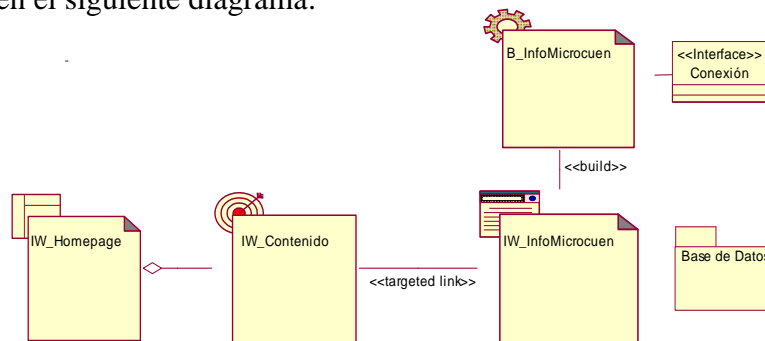 en el siguiente diagrama.
B_InfoMicrocuen
<<Interface>>
Conexión
<<build>>
IW_Homepage
IW_Contenido
<<targeted link>>
IW_InfoMicrocuen
Base de Datos